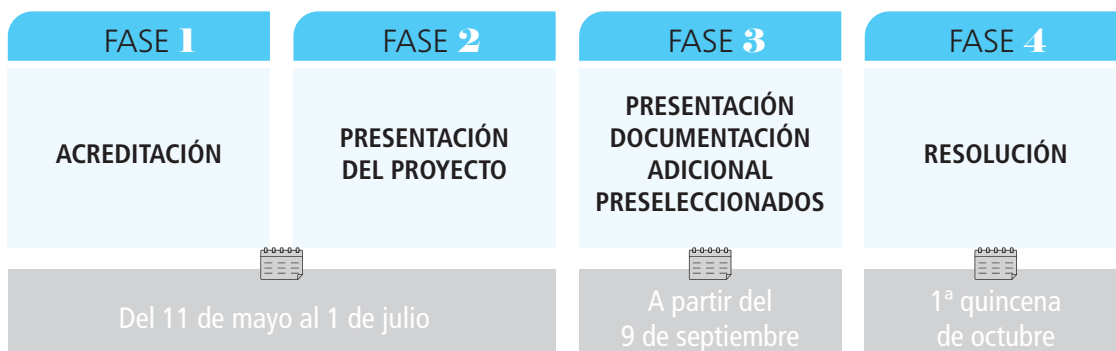 FASE 1
ACREDITACIÓN
FASE 2
PRESENTACIÓN
DEL PROYECTO
Del 11 de mayo al 1 de julio
FASE 3
PRESENTACIÓN
DOCUMENTACIÓN
ADICIONAL
PRESELECCIONADOS
A partir del
9 de septiembre
FASE 4
RESOLUCIÓN
1ª quincena
de octubre